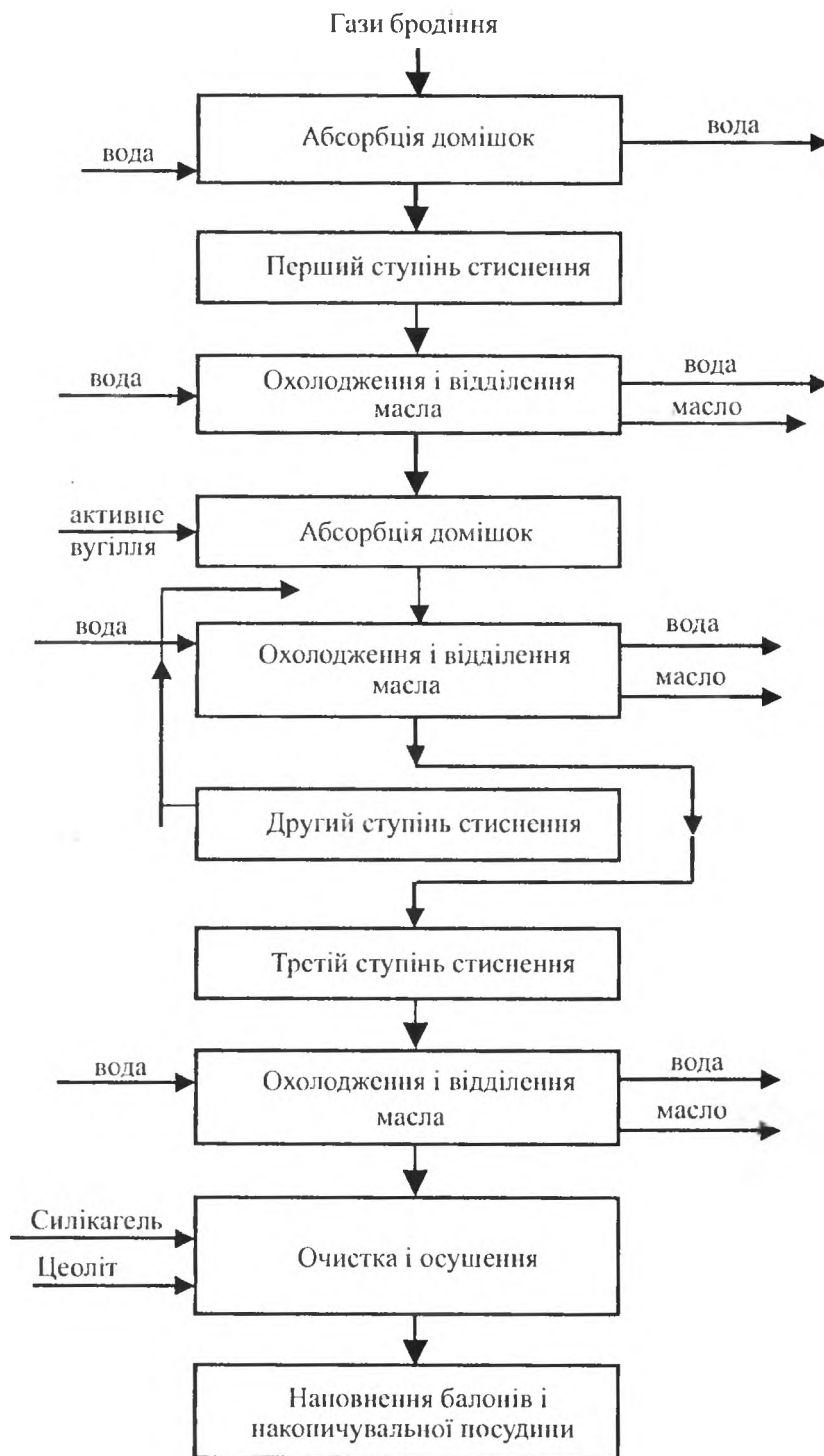 Гази бродіння
Абсорбція домішок
вода
вода
Перший ступінь стиснення
вода
Охолодження і відділення
масла
вода
масло
активне
вугілля
Абсорбція домішок
вода
Охолодження і відділення
масла
вода
масло
Другий ступінь стиснення
Третій ступінь стиснення
вода
Охолодження і відділення
масла
вода
масло
Силікагель
Цеоліт
Очистка і осушення
Наповнення балонів і
накопичувальної посудини